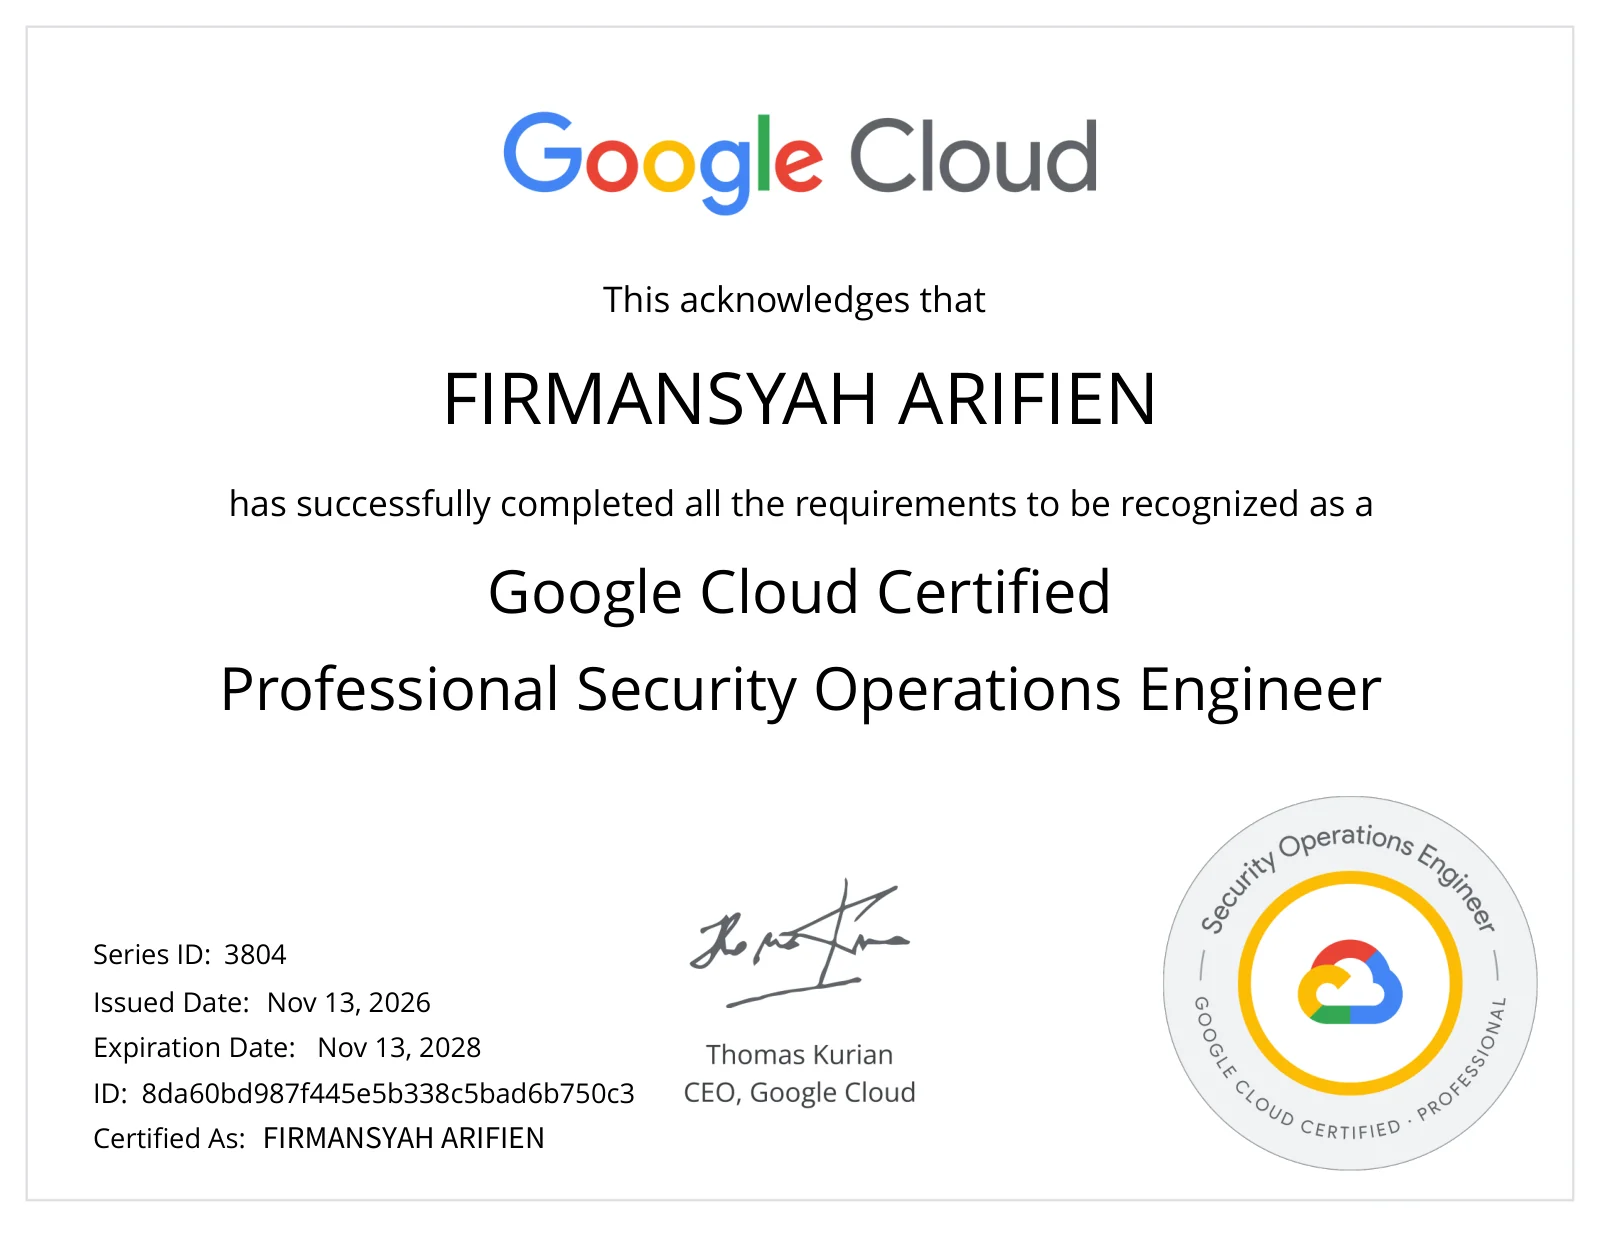 Google Cloud
This acknowledges that
FIRMANSYAH ARIFIEN
has successfully completed all the requirements to be recognized as a
Google Cloud Certified
Professional Security Operations Engineer
Series ID: 3804
Issued Date: Nov 13, 2026
Expiration Date: Nov 13, 2028
ID: 8da60bd987f445e5b338c5bad6b750c3
Certified As: FIRMANSYAH ARIFIEN
Thomas Kurian
CEO, Google Cloud
Security Operations Engineer
GOOGLE CLOUD CERTIFIED · PROFESSIONAL